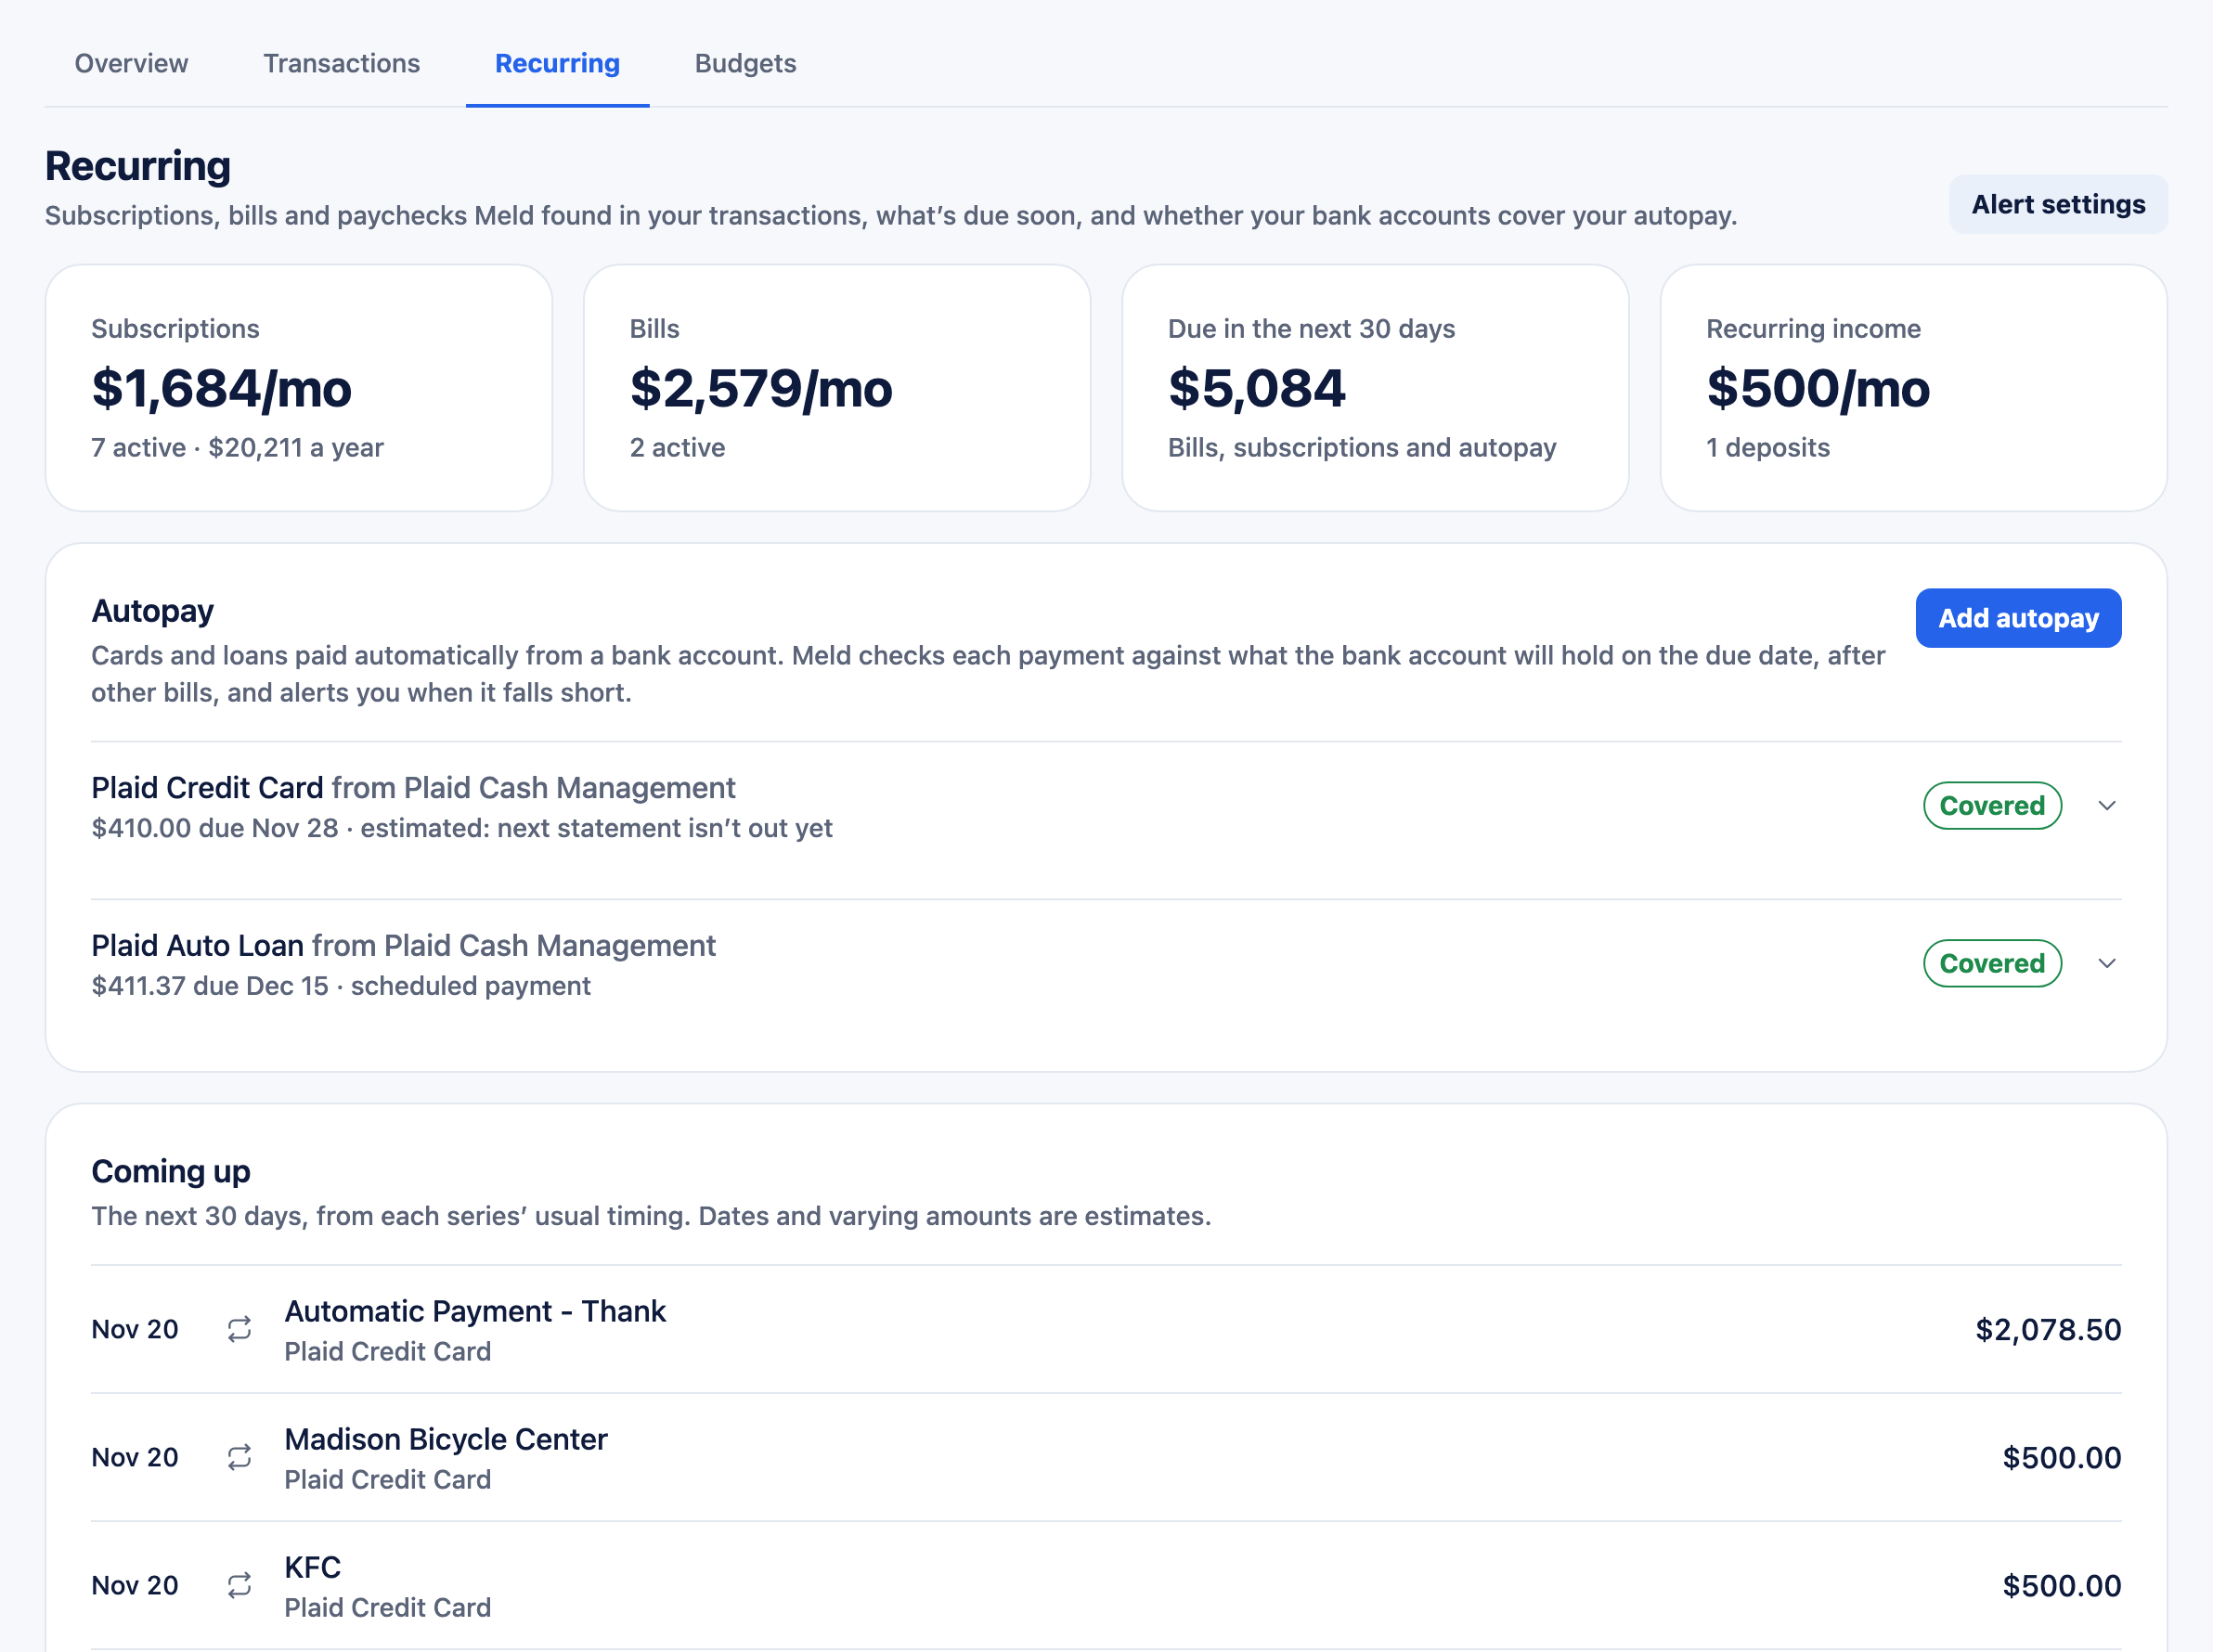 Overview
Transactions
Recurring
Budgets
Recurring
Subscriptions, bills and paychecks Meld found in your transactions, what’s due soon, and whether your bank accounts cover your autopay.
Alert settings
Subscriptions
$1,684/mo
7 active · $20,211 a year
Bills
$2,579/mo
2 active
Due in the next 30 days
$5,084
Bills, subscriptions and autopay
Recurring income
$500/mo
1 deposits
Autopay
Cards and loans paid automatically from a bank account. Meld checks each payment against what the bank account will hold on the due date, after
other bills, and alerts you when it falls short.
Add autopay
Plaid Credit Card from Plaid Cash Management
$410.00 due Nov 28 · estimated: next statement isn’t out yet
Covered
Plaid Auto Loan from Plaid Cash Management
$411.37 due Dec 15 · scheduled payment
Covered
Coming up
The next 30 days, from each series’ usual timing. Dates and varying amounts are estimates.
Nov 20
Automatic Payment - Thank
Plaid Credit Card
$2,078.50
Nov 20
Madison Bicycle Center
Plaid Credit Card
$500.00
Nov 20
KFC
Plaid Credit Card
$500.00